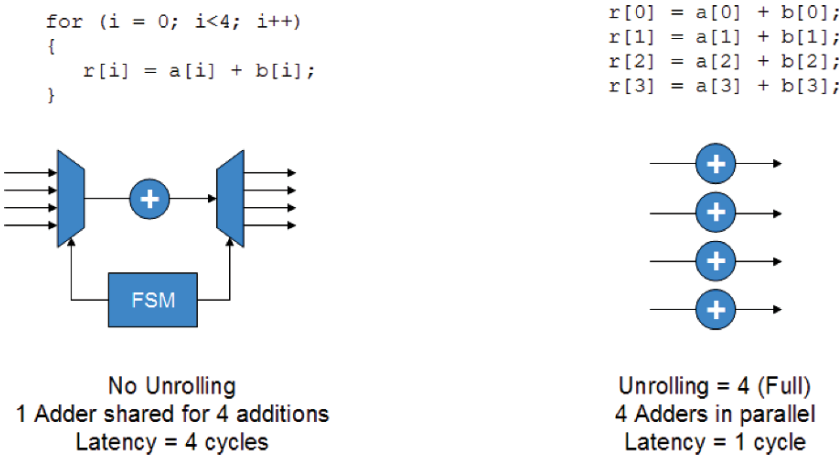 for (i = 0; i<4; i++)
{
r[i] = a[i] + b[i];
}
FSM
No Unrolling
1 Adder shared for 4 additions
Latency = 4 cycles
r[0] = a[0] + b[0];
r[1] = a[1] + b[1];
r[2] = a[2] + b[2];
r[3] = a[3] + b[3];
Unrolling = 4 (Full)
4 Adders in parallel
Latency = 1 cycle